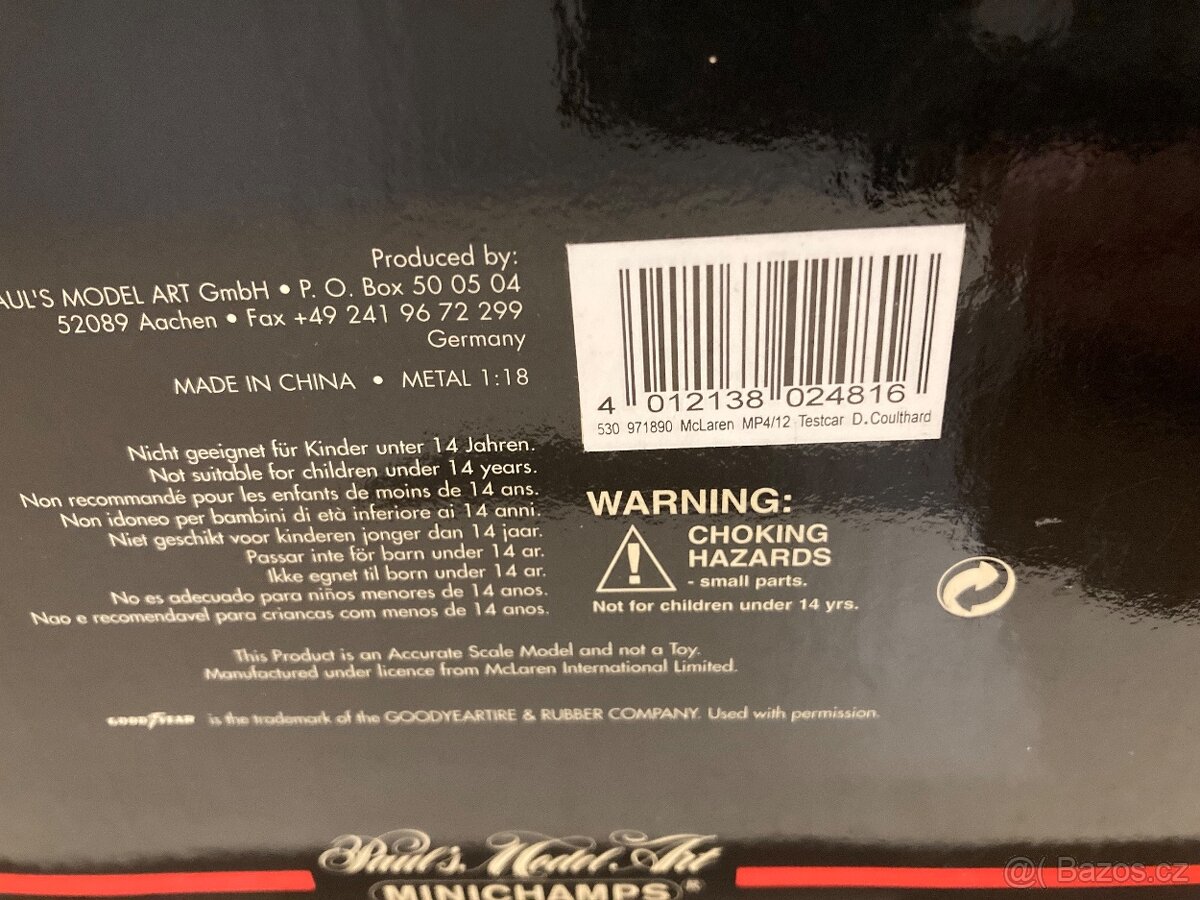 Produced by:
PAUL'S MODEL ART GmbH • P. O. Box 50 05 04
52089 Aachen • Fax +49 241 96 72 299
Germany
MADE IN CHINA • METAL 1:18
4 012138 024816
530 971890 McLaren MP4/12 Testcar D.Coulthard
Nicht geeignet für Kinder unter 14 Jahren.
Not suitable for children under 14 years.
Non recommandé pour les enfants de moins de 14 ans.
Non idoneo per bambini di età inferiore ai 14 anni.
Niet geschikt voor kinderen jonger dan 14 jaar.
Passar inte för barn under 14 ar.
Ikke egnet til born under 14 ar.
No es adecuado para niños menores de 14 anos.
Nao e recomendavel para criancas com menos de 14 anos.
WARNING:
CHOKING
HAZARDS
- small parts.
Not for children under 14 yrs.
This Product is an Accurate Scale Model and not a Toy.
Manufactured under licence from McLaren International Limited.
GOODYEAR is the trademark of the GOODYEARTIRE & RUBBER COMPANY. Used with permission.
Paul's Model Art
MINICHAMPS®
@( Bazos.cz